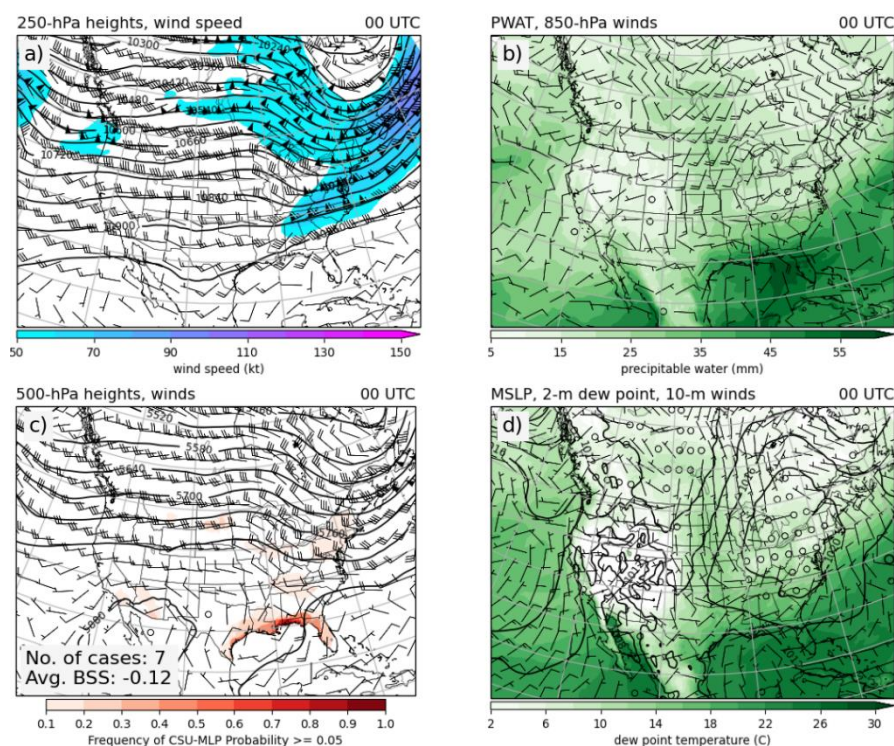 250-hPa heights, wind speed 00 UTC
a)
10300
10240
10360
10420
10480
10540
10600
10660
10720
10840
10900
50 70 90 110 130 150
wind speed (kt)
PWAT, 850-hPa winds 00 UTC
b)
5 15 25 35 45 55
precipitable water (mm)
500-hPa heights, winds 00 UTC
c)
5520
5580
5640
5700
No. of cases: 7
Avg. BSS: -0.12
0.1 0.2 0.3 0.4 0.5 0.6 0.7 0.8 0.9 1.0
Frequency of CSU-MLP Probability >= 0.05
MSLP, 2-m dew point, 10-m winds 00 UTC
d)
2 6 10 14 18 22 26 30
dew point temperature (C)